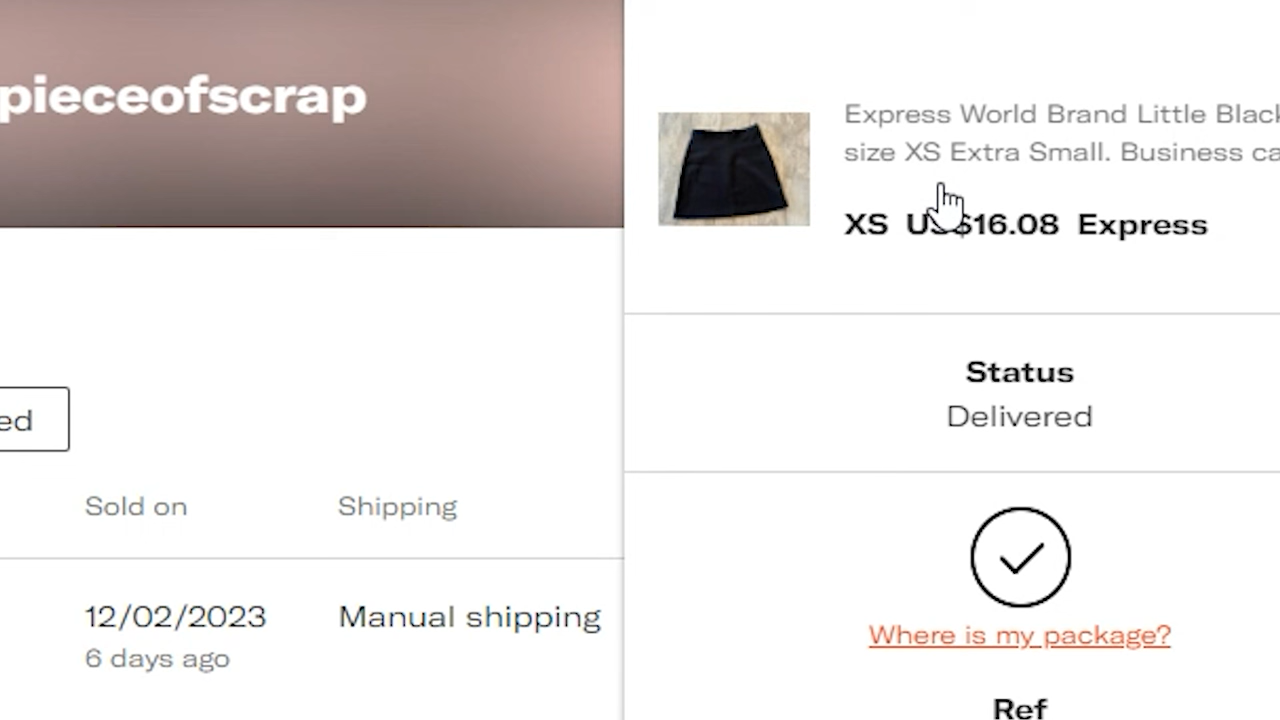 pieceofscrap
ed
Sold on
Shipping
12/02/2023
Manual shipping
6 days ago
Express World Brand Little Black
size XS Extra Small. Business ca
XS US$16.08 Express
Status
Delivered
Where is my package?
Ref